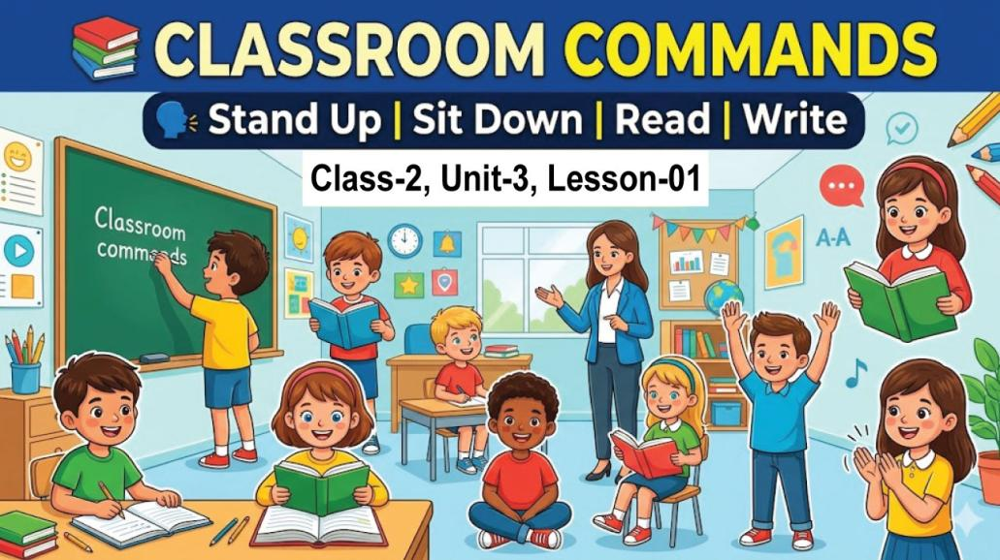 CLASSROOM COMMANDS
Stand Up | Sit Down | Read | Write
Class-2, Unit-3, Lesson-01
Classroom
commands
A-A